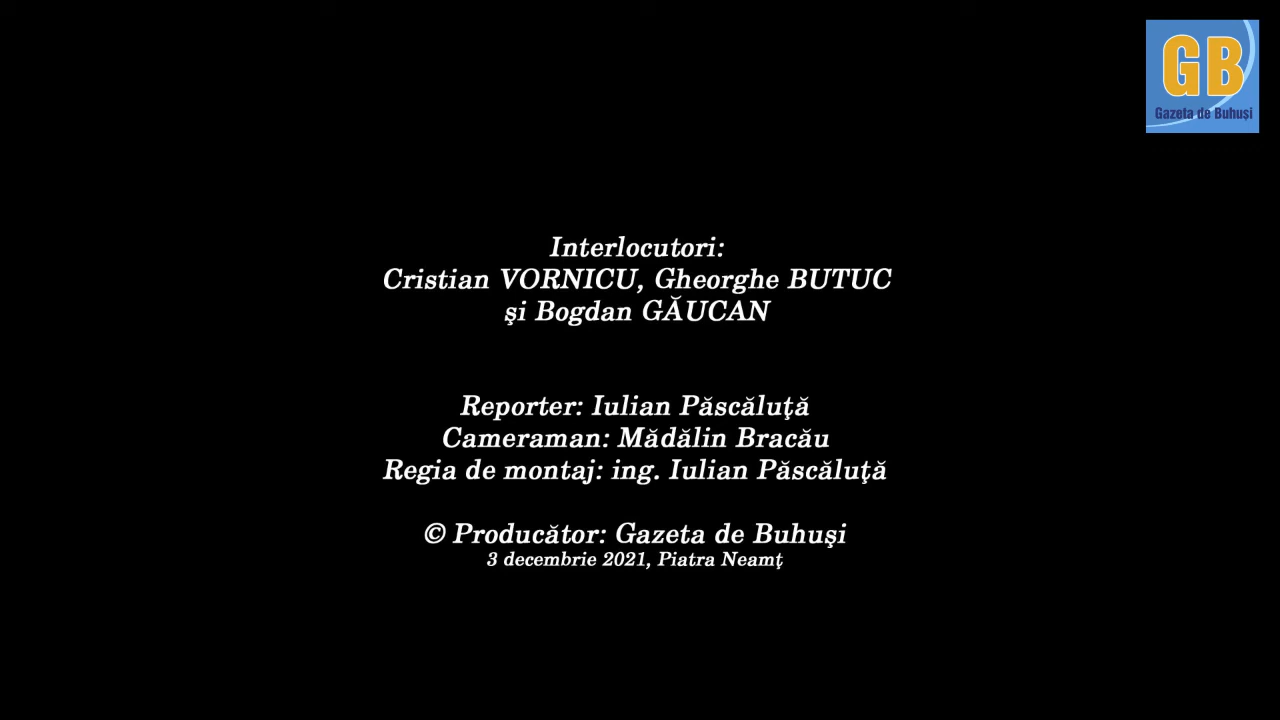 GB
Gazeta de Buhuși
Interlocutori:
Cristian VORNICU, Gheorghe BUTUC
şi Bogdan GĂUCAN
Reporter: Iulian Păscăluţă
Cameraman: Mădălin Bracău
Regia de montaj: ing. Iulian Păscăluţă
© Producător: Gazeta de Buhuşi
3 decembrie 2021, Piatra Neamţ